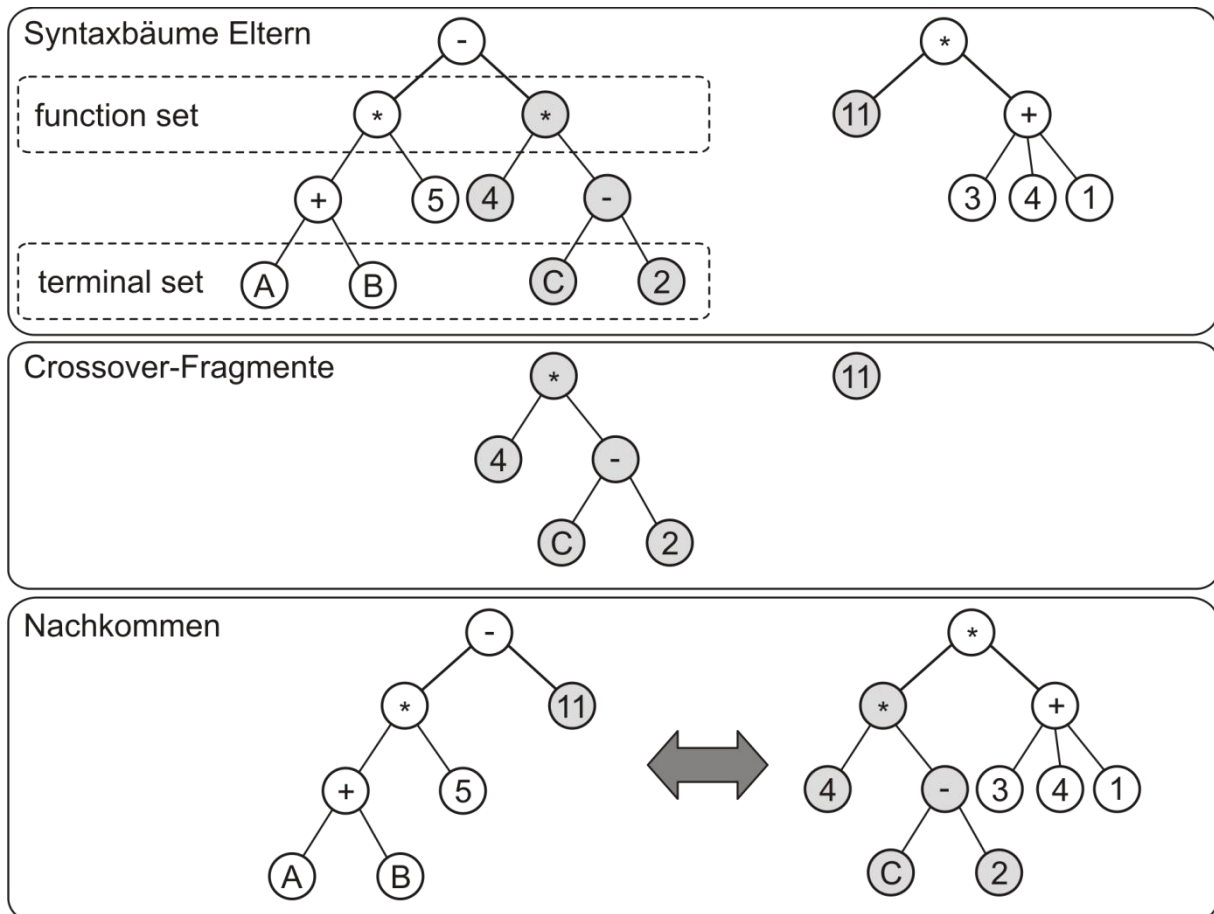 Syntaxbäume Eltern
- *
function set * * 11 +
+ 5 4 - 3 4 1
terminal set A B C 2
Crossover-Fragmente
* 11
4 -
C 2
Nachkommen
- *
* 11 * +
+ 5 4 - 3 4 1
A B C 2